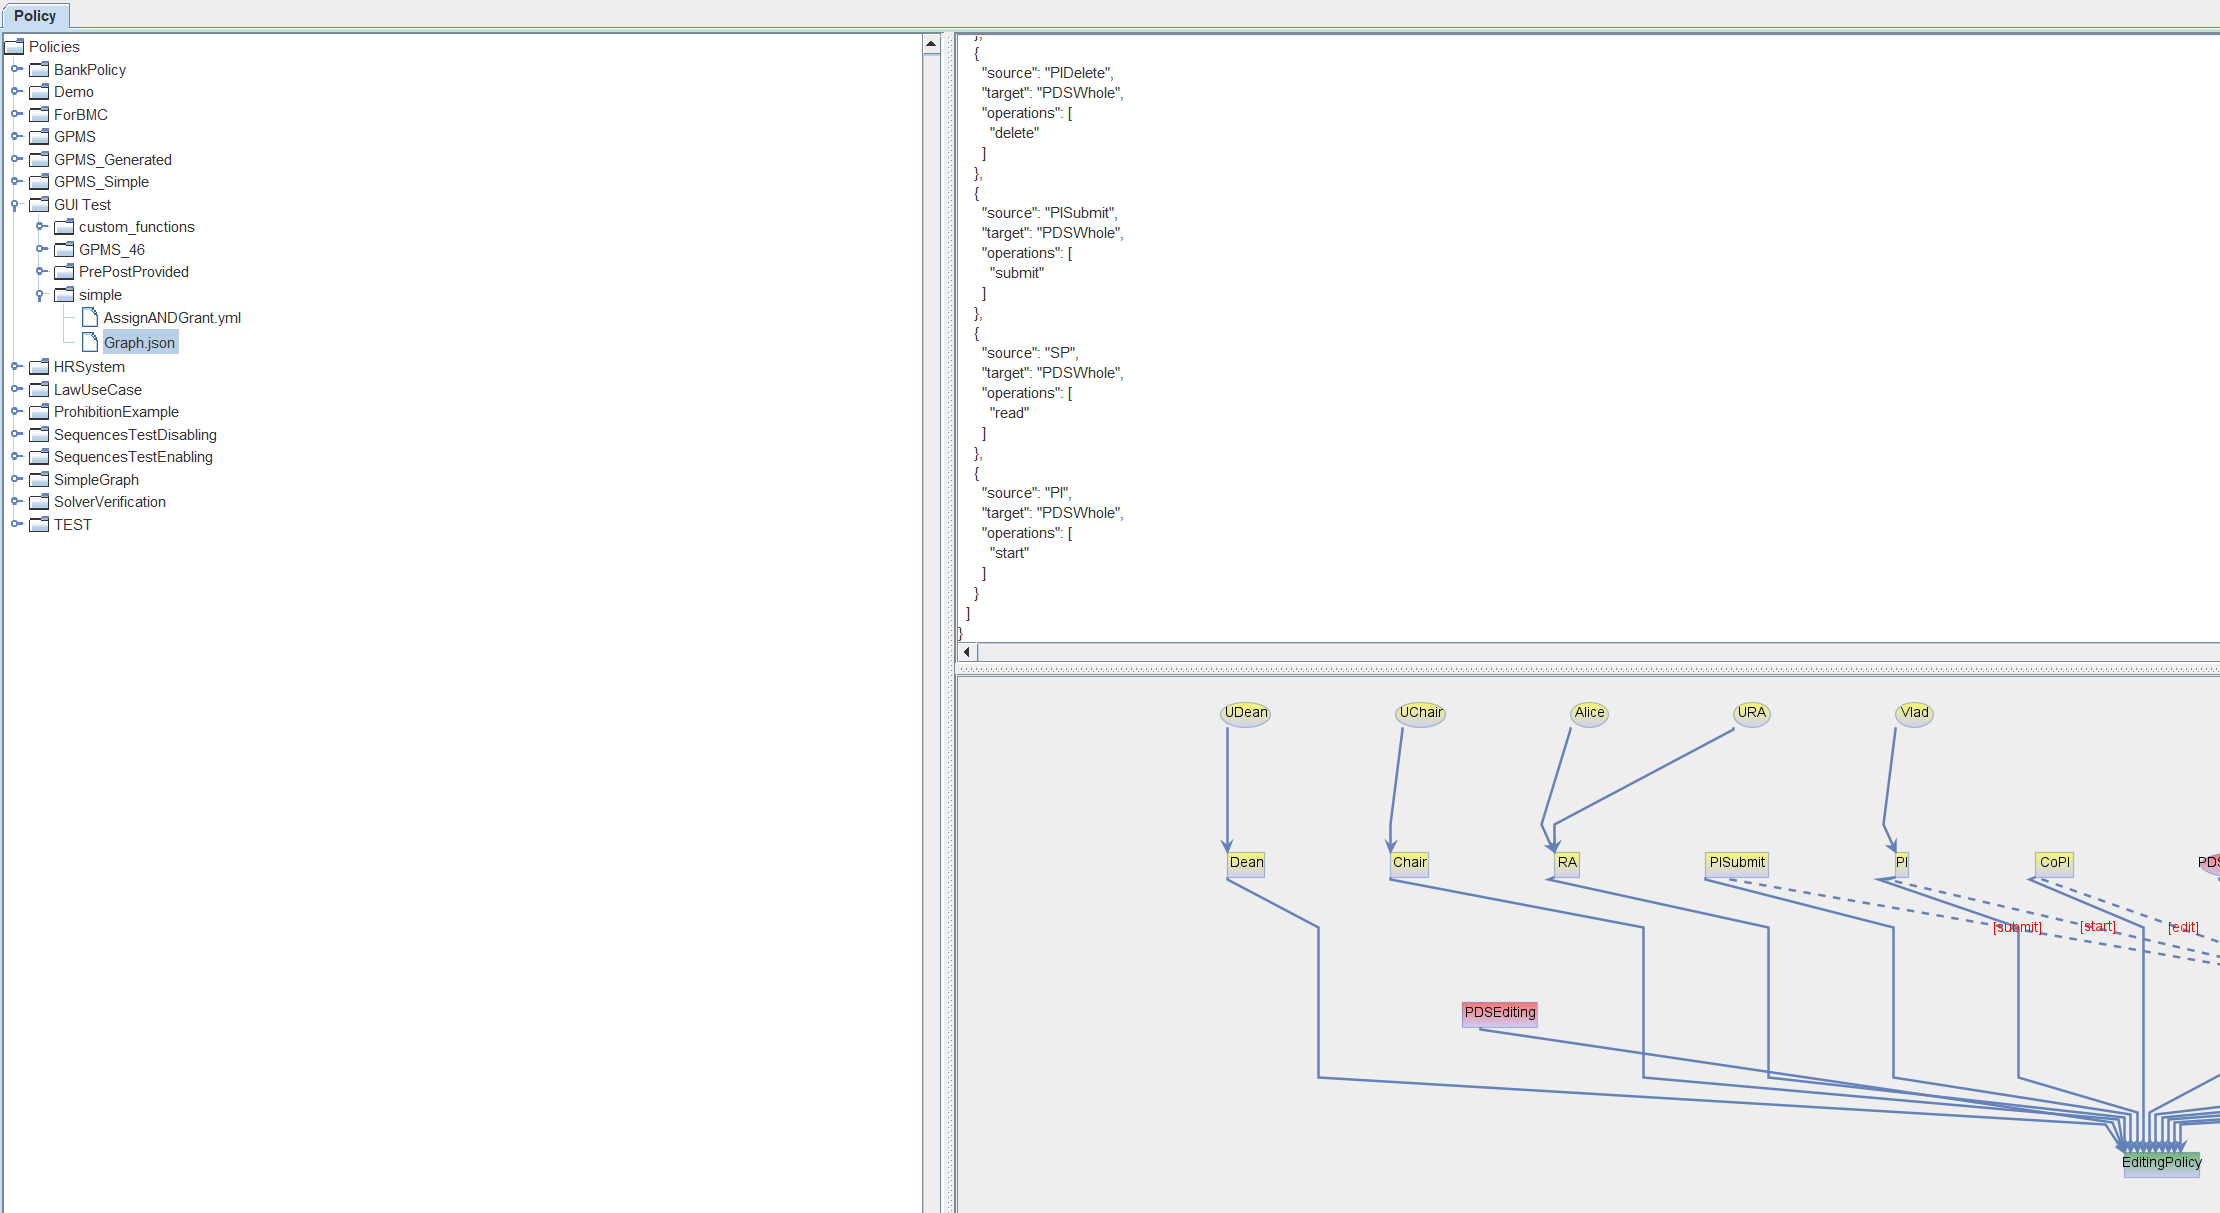 Policy
Policies
BankPolicy
Demo
ForBMC
GPMS
GPMS_Generated
GPMS_Simple
GUI Test
custom_functions
GPMS_46
PrePostProvided
simple
AssignANDGrant.yml
Graph.json
HRSystem
LawUseCase
ProhibitionExample
SequencesTestDisabling
SequencesTestEnabling
SimpleGraph
SolverVerification
TEST
},
{
"source": "PIDelete",
"target": "PDSWhole",
"operations": [
"delete"
]
},
{
"source": "PISubmit",
"target": "PDSWhole",
"operations": [
"submit"
]
},
{
"source": "SP",
"target": "PDSWhole",
"operations": [
"read"
]
},
{
"source": "PI",
"target": "PDSWhole",
"operations": [
"start"
]
}
]
}
UDean UChair Alice URA Vlad
Dean Chair RA PISubmit PI CoPI
[submit] [start] [edit]
PDSEditing
EditingPolicy